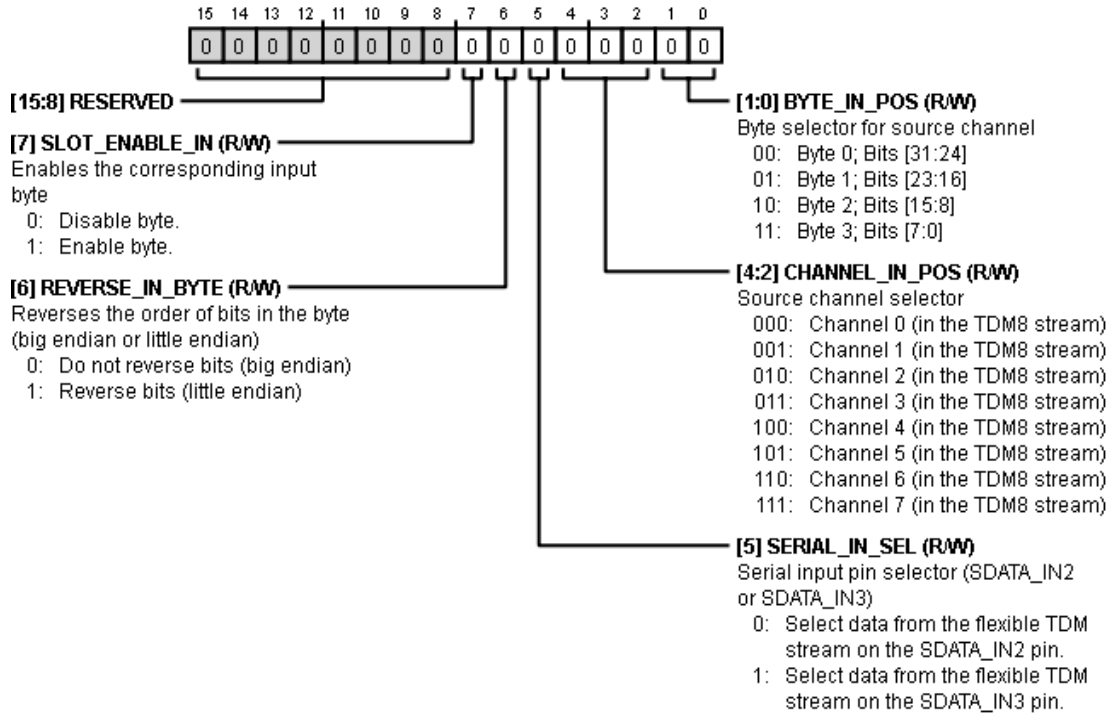 15 14 13 12 11 10 9 8 7 6 5 4 3 2 1 0
0 0 0 0 0 0 0 0 0 0 0 0 0 0 0 0
[15:8] RESERVED
[7] SLOT_ENABLE_IN (R/W)
Enables the corresponding input
byte
0: Disable byte.
1: Enable byte.
[6] REVERSE_IN_BYTE (R/W)
Reverses the order of bits in the byte
(big endian or little endian)
0: Do not reverse bits (big endian)
1: Reverse bits (little endian)
[1:0] BYTE_IN_POS (R/W)
Byte selector for source channel
00: Byte 0; Bits [31:24]
01: Byte 1; Bits [23:16]
10: Byte 2; Bits [15:8]
11: Byte 3; Bits [7:0]
[4:2] CHANNEL_IN_POS (R/W)
Source channel selector
000: Channel 0 (in the TDM8 stream)
001: Channel 1 (in the TDM8 stream)
010: Channel 2 (in the TDM8 stream)
011: Channel 3 (in the TDM8 stream)
100: Channel 4 (in the TDM8 stream)
101: Channel 5 (in the TDM8 stream)
110: Channel 6 (in the TDM8 stream)
111: Channel 7 (in the TDM8 stream)
[5] SERIAL_IN_SEL (R/W)
Serial input pin selector (SDATA_IN2
or SDATA_IN3)
0: Select data from the flexible TDM
stream on the SDATA_IN2 pin.
1: Select data from the flexible TDM
stream on the SDATA_IN3 pin.